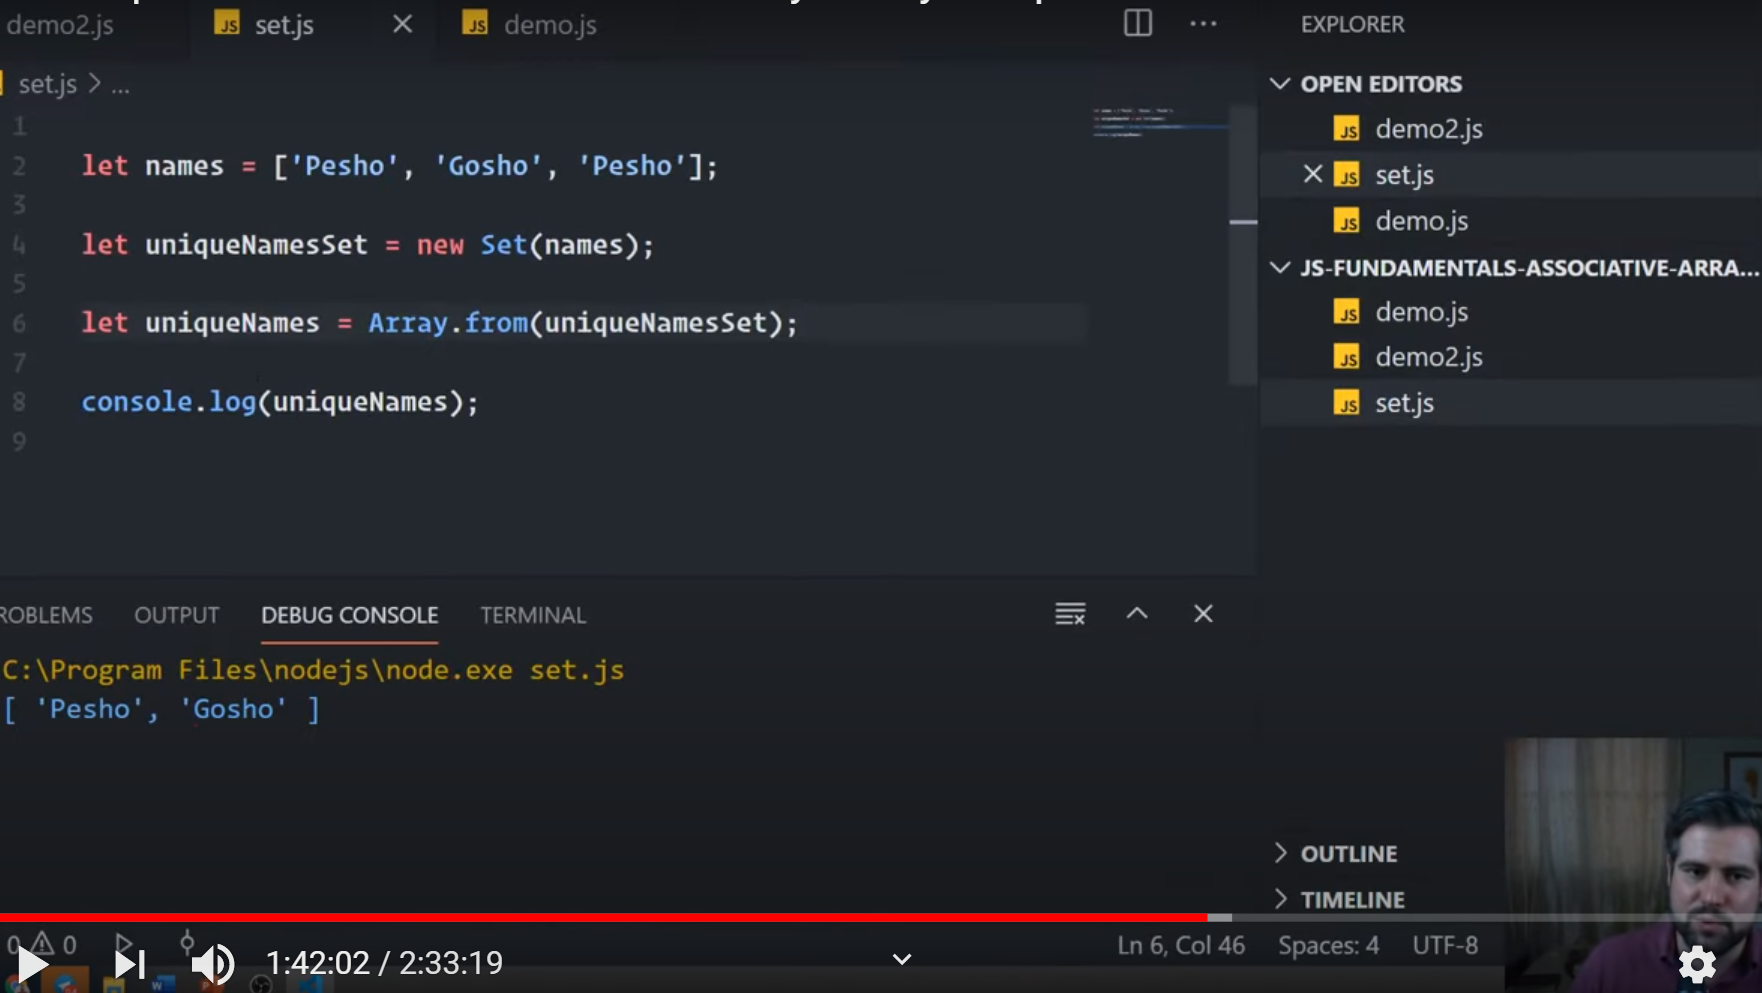 demo2.js
JS set.js
JS demo.js
EXPLORER
set.js > ...
OPEN EDITORS
JS demo2.js
JS set.js
JS demo.js
JS-FUNDAMENTALS-ASSOCIATIVE-ARRA...
JS demo.js
JS demo2.js
JS set.js
1
2 let names = ['Pesho', 'Gosho', 'Pesho'];
3
4 let uniqueNamesSet = new Set(names);
5
6 let uniqueNames = Array.from(uniqueNamesSet);
7
8 console.log(uniqueNames);
9
ROBLEMS OUTPUT DEBUG CONSOLE TERMINAL
C:\Program Files\nodejs\node.exe set.js
[ 'Pesho', 'Gosho' ]
OUTLINE
TIMELINE
0 0
Ln 6, Col 46 Spaces: 4 UTF-8
1:42:02 / 2:33:19